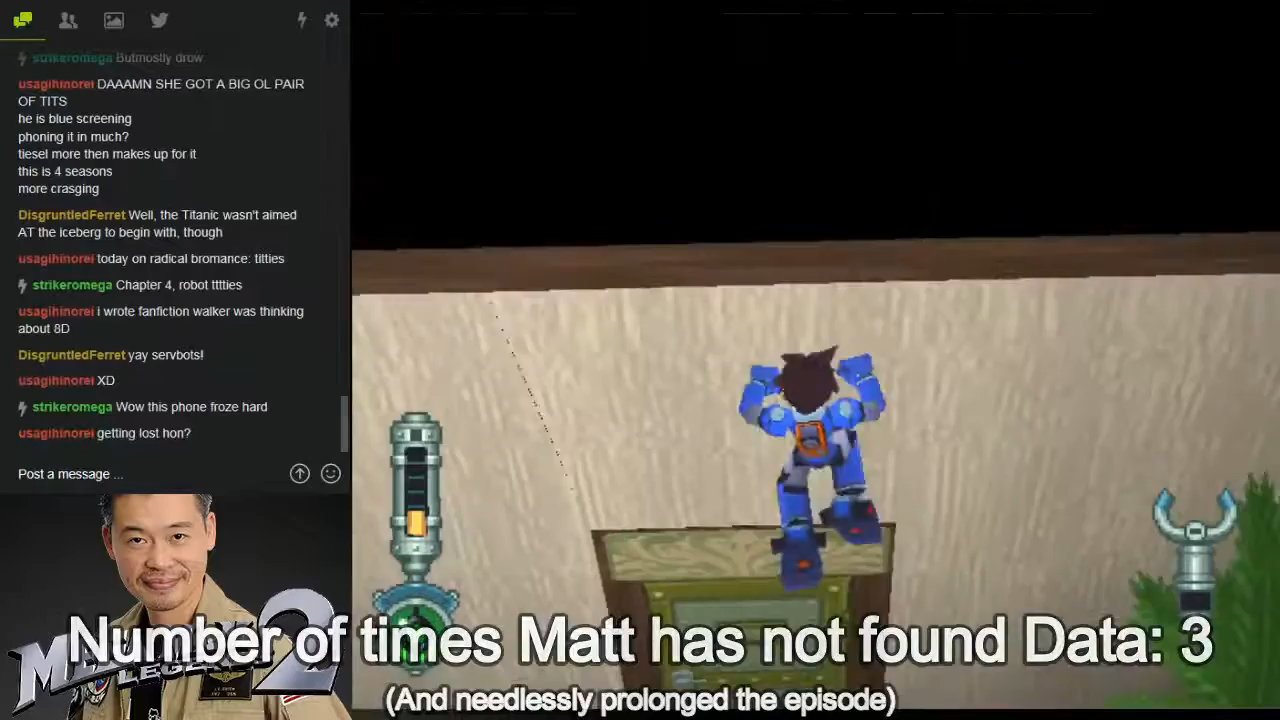 strikeromega Butmostly drow
usagihinorei DAAAMN SHE GOT A BIG OL PAIR
OF TITS
he is blue screening
phoning it in much?
tiesel more then makes up for it
this is 4 seasons
more crasging
DisgruntledFerret Well, the Titanic wasn't aimed
AT the iceberg to begin with, though
usagihinorei today on radical bromance: titties
strikeromega Chapter 4, robot tttties
usagihinorei i wrote fanfiction walker was thinking
about 8D
DisgruntledFerret yay servbots!
usagihinorei XD
strikeromega Wow this phone froze hard
usagihinorei getting lost hon?
Post a message ...
2
Number of times Matt has not found Data: 3
(And needlessly prolonged the episode)